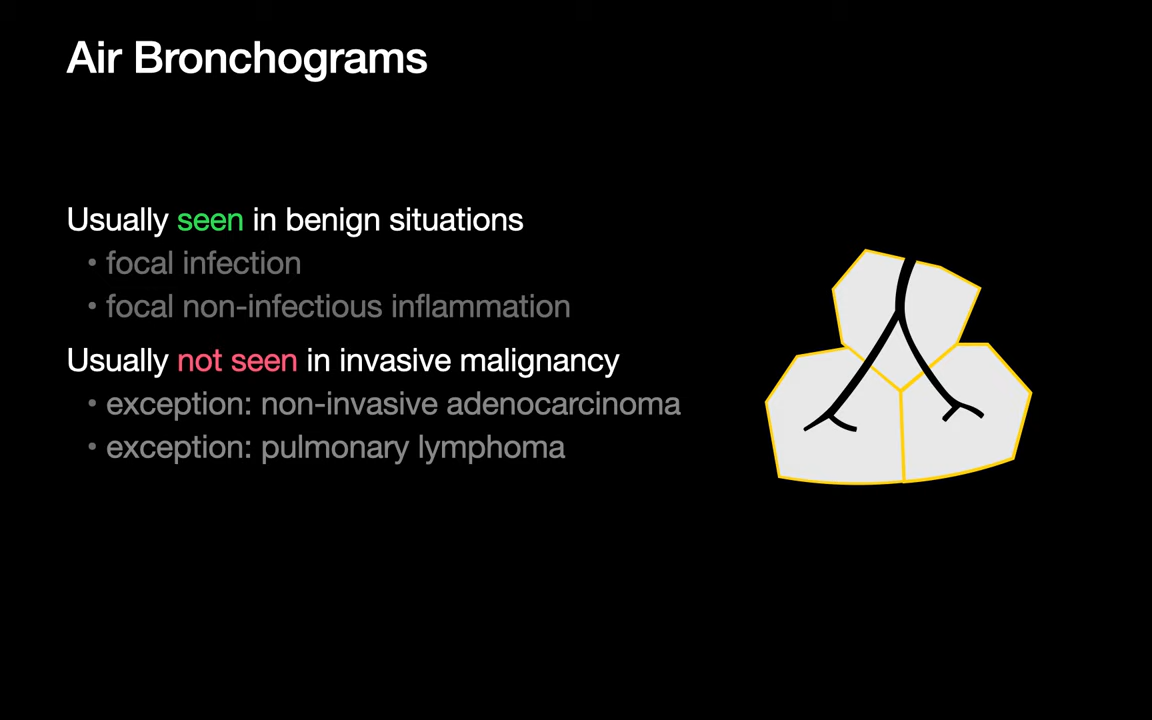 Air Bronchograms
Usually seen in benign situations
• focal infection
• focal non-infectious inflammation
Usually not seen in invasive malignancy
• exception: non-invasive adenocarcinoma
• exception: pulmonary lymphoma